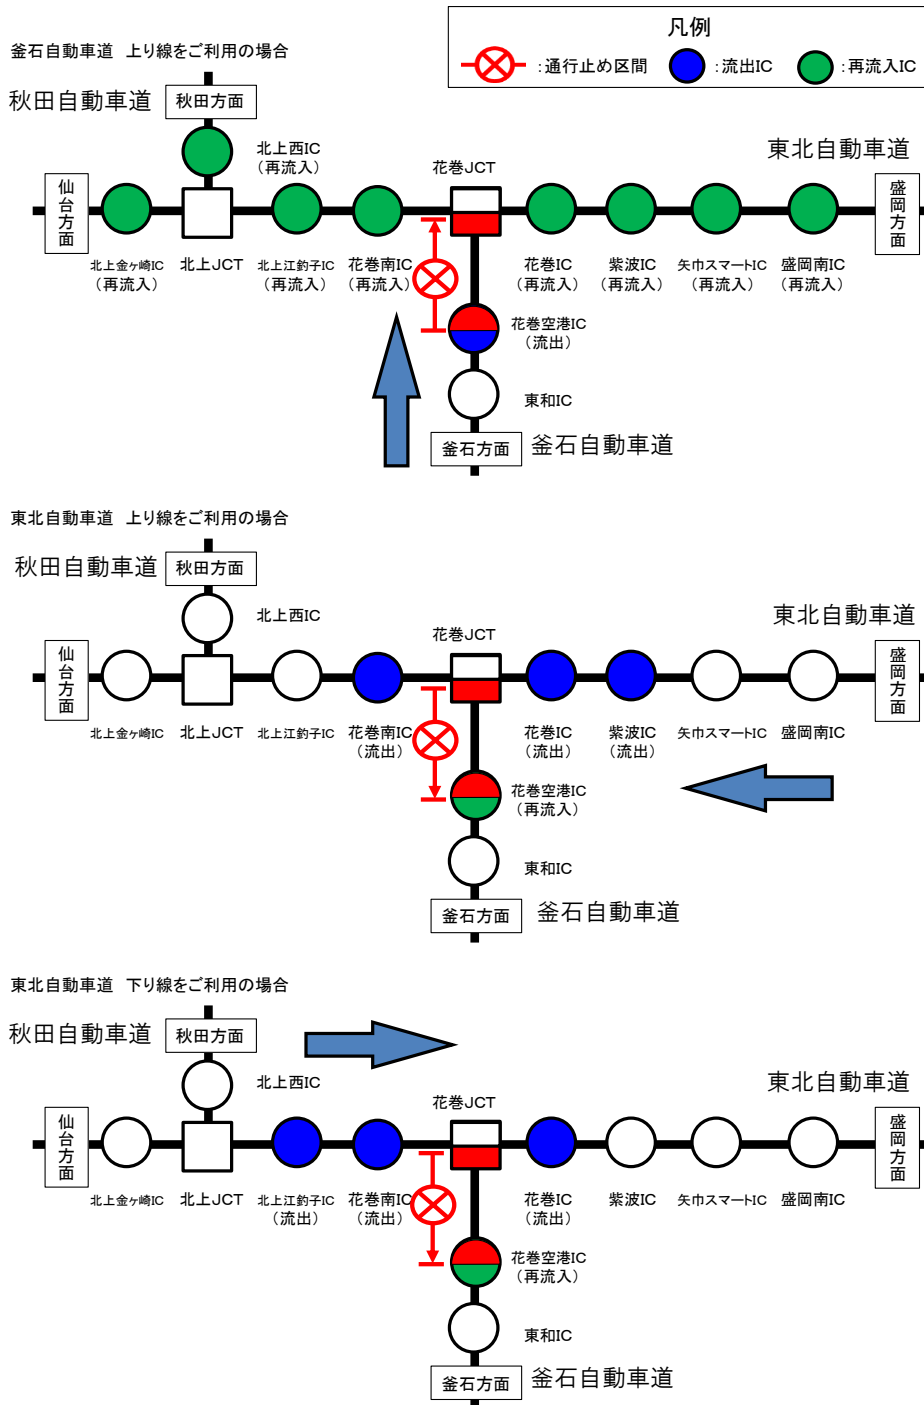 凡例
:通行止め区間
:流出IC
:再流入IC
釜石自動車道 上り線をご利用の場合
秋田自動車道
秋田方面
北上西IC
(再流入)
花巻JCT
東北自動車道
仙台方面
盛岡方面
北上金ヶ崎IC
(再流入)
北上JCT
北上江釣子IC
(再流入)
花巻南IC
(再流入)
花巻IC
(再流入)
紫波IC
(再流入)
矢巾スマートIC
(再流入)
盛岡南IC
(再流入)
花巻空港IC
(流出)
東和IC
釜石方面
釜石自動車道
東北自動車道 上り線をご利用の場合
秋田自動車道
秋田方面
北上西IC
花巻JCT
東北自動車道
仙台方面
盛岡方面
北上金ヶ崎IC
北上JCT
北上江釣子IC
花巻南IC
(流出)
花巻IC
(流出)
紫波IC
(流出)
矢巾スマートIC
盛岡南IC
花巻空港IC
(再流入)
東和IC
釜石方面
釜石自動車道
東北自動車道 下り線をご利用の場合
秋田自動車道
秋田方面
北上西IC
花巻JCT
東北自動車道
仙台方面
盛岡方面
北上金ヶ崎IC
北上JCT
北上江釣子IC
(流出)
花巻南IC
(流出)
花巻IC
(流出)
紫波IC
矢巾スマートIC
盛岡南IC
花巻空港IC
(再流入)
東和IC
釜石方面
釜石自動車道